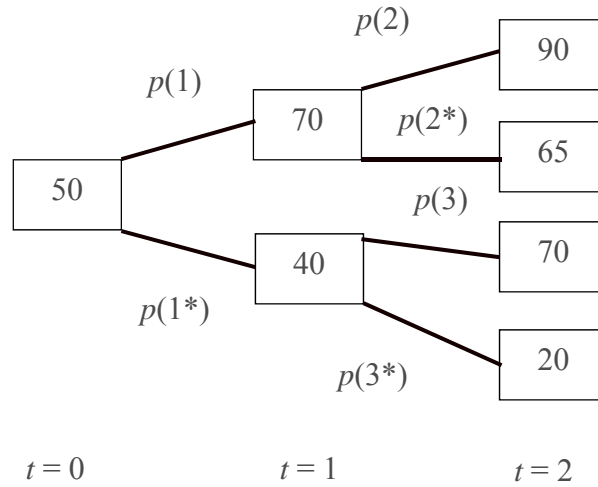 p(2)
90
p(1)
70
p(2*)
65
50
p(3)
70
40
p(1*)
20
p(3*)
t = 0
t = 1
t = 2